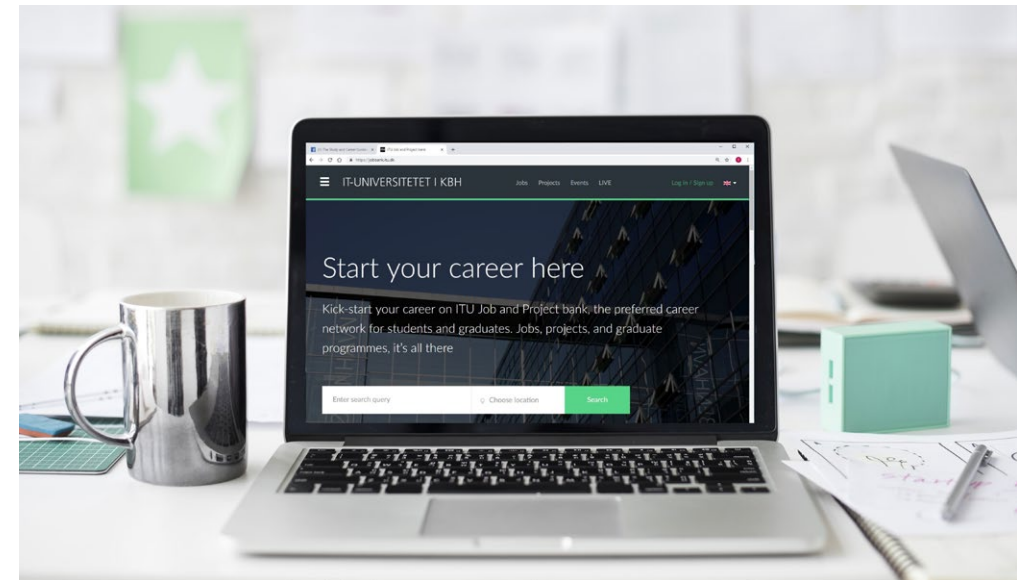 IT-UNIVERSITETET I KBH
Jobs Projects Events LIVE
Log in / Sign up
Start your career here
Kick-start your career on ITU Job and Project bank, the preferred career
network for students and graduates. Jobs, projects, and graduate
programmes, it's all there
Enter search query
Choose location
Search